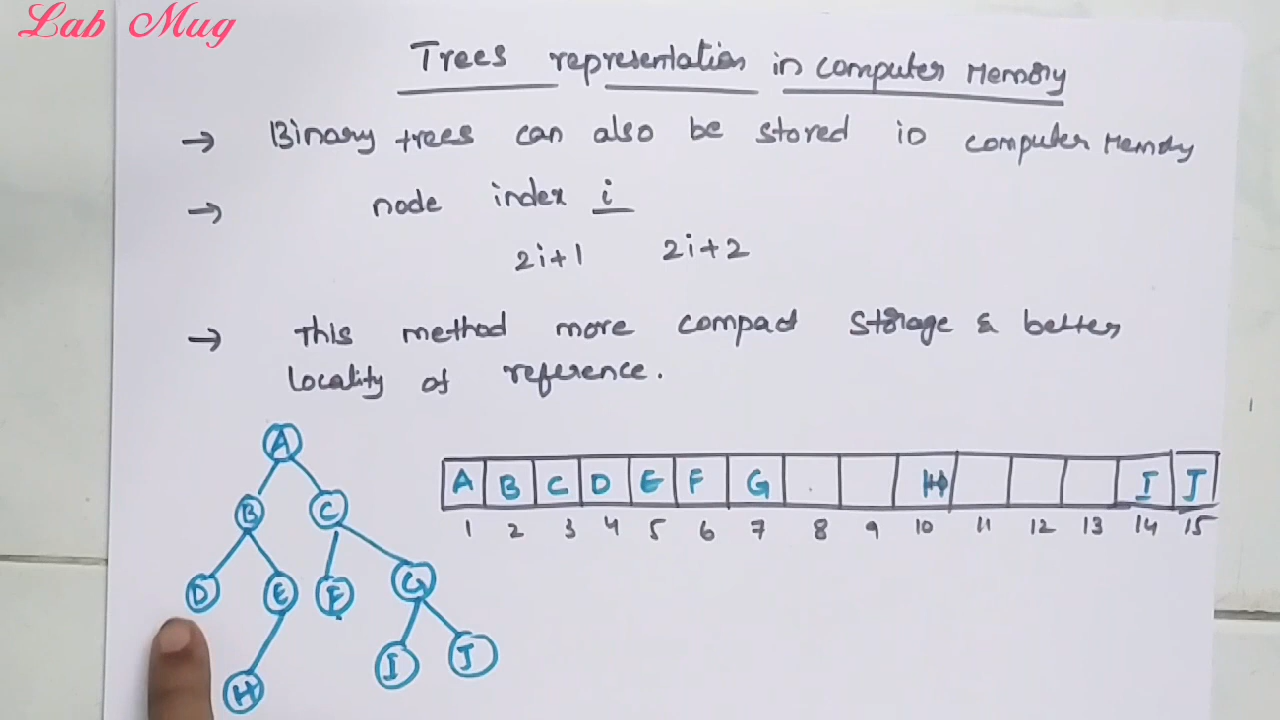 Lab Mug
Trees representation in computer Memory
→ Binary trees can also be stored in computer Memory
→ node index i
2i+1 2i+2
→ This method more compact storage & better
locality of reference.
A
B C
D E F G
H I J
A B C D E F G H I J
1 2 3 4 5 6 7 8 9 10 11 12 13 14 15